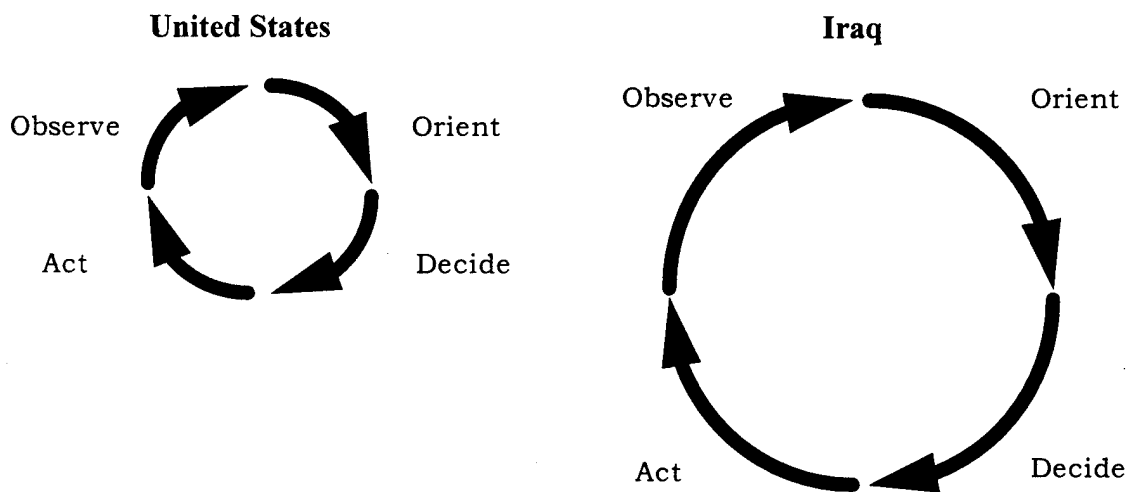 United States
Observe
Orient
Act
Decide
Iraq
Observe
Orient
Act
Decide